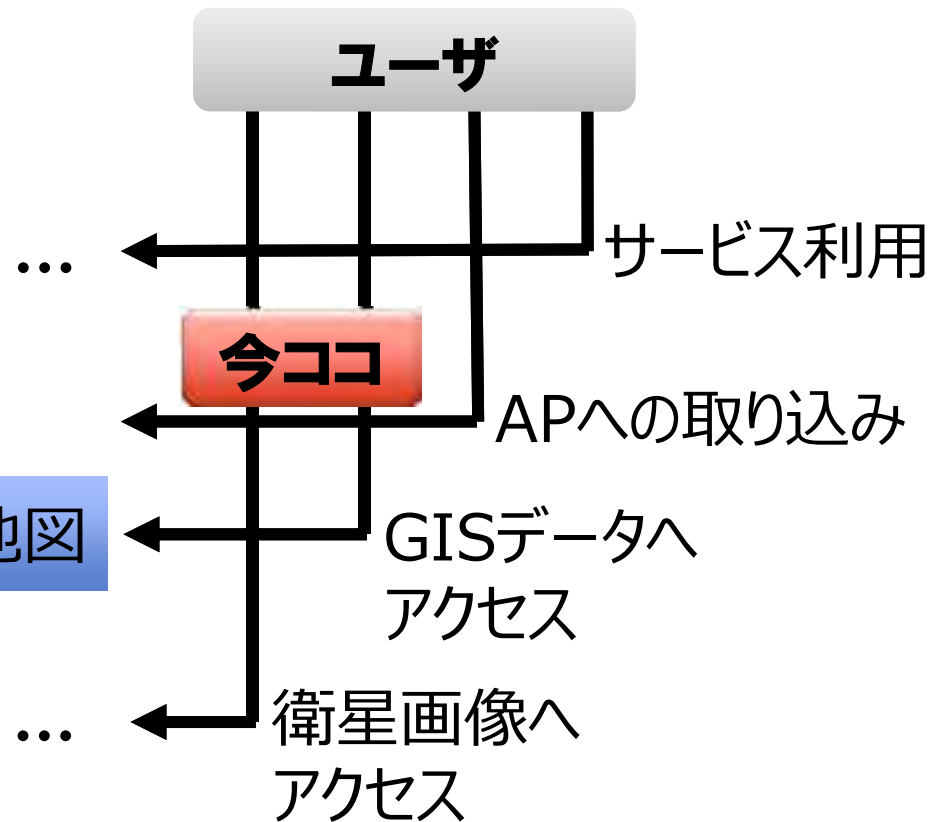 ユーザ
… サービス利用
今ココ
APへの取り込み
地図
GISデータへ
アクセス
… 衛星画像へ
アクセス